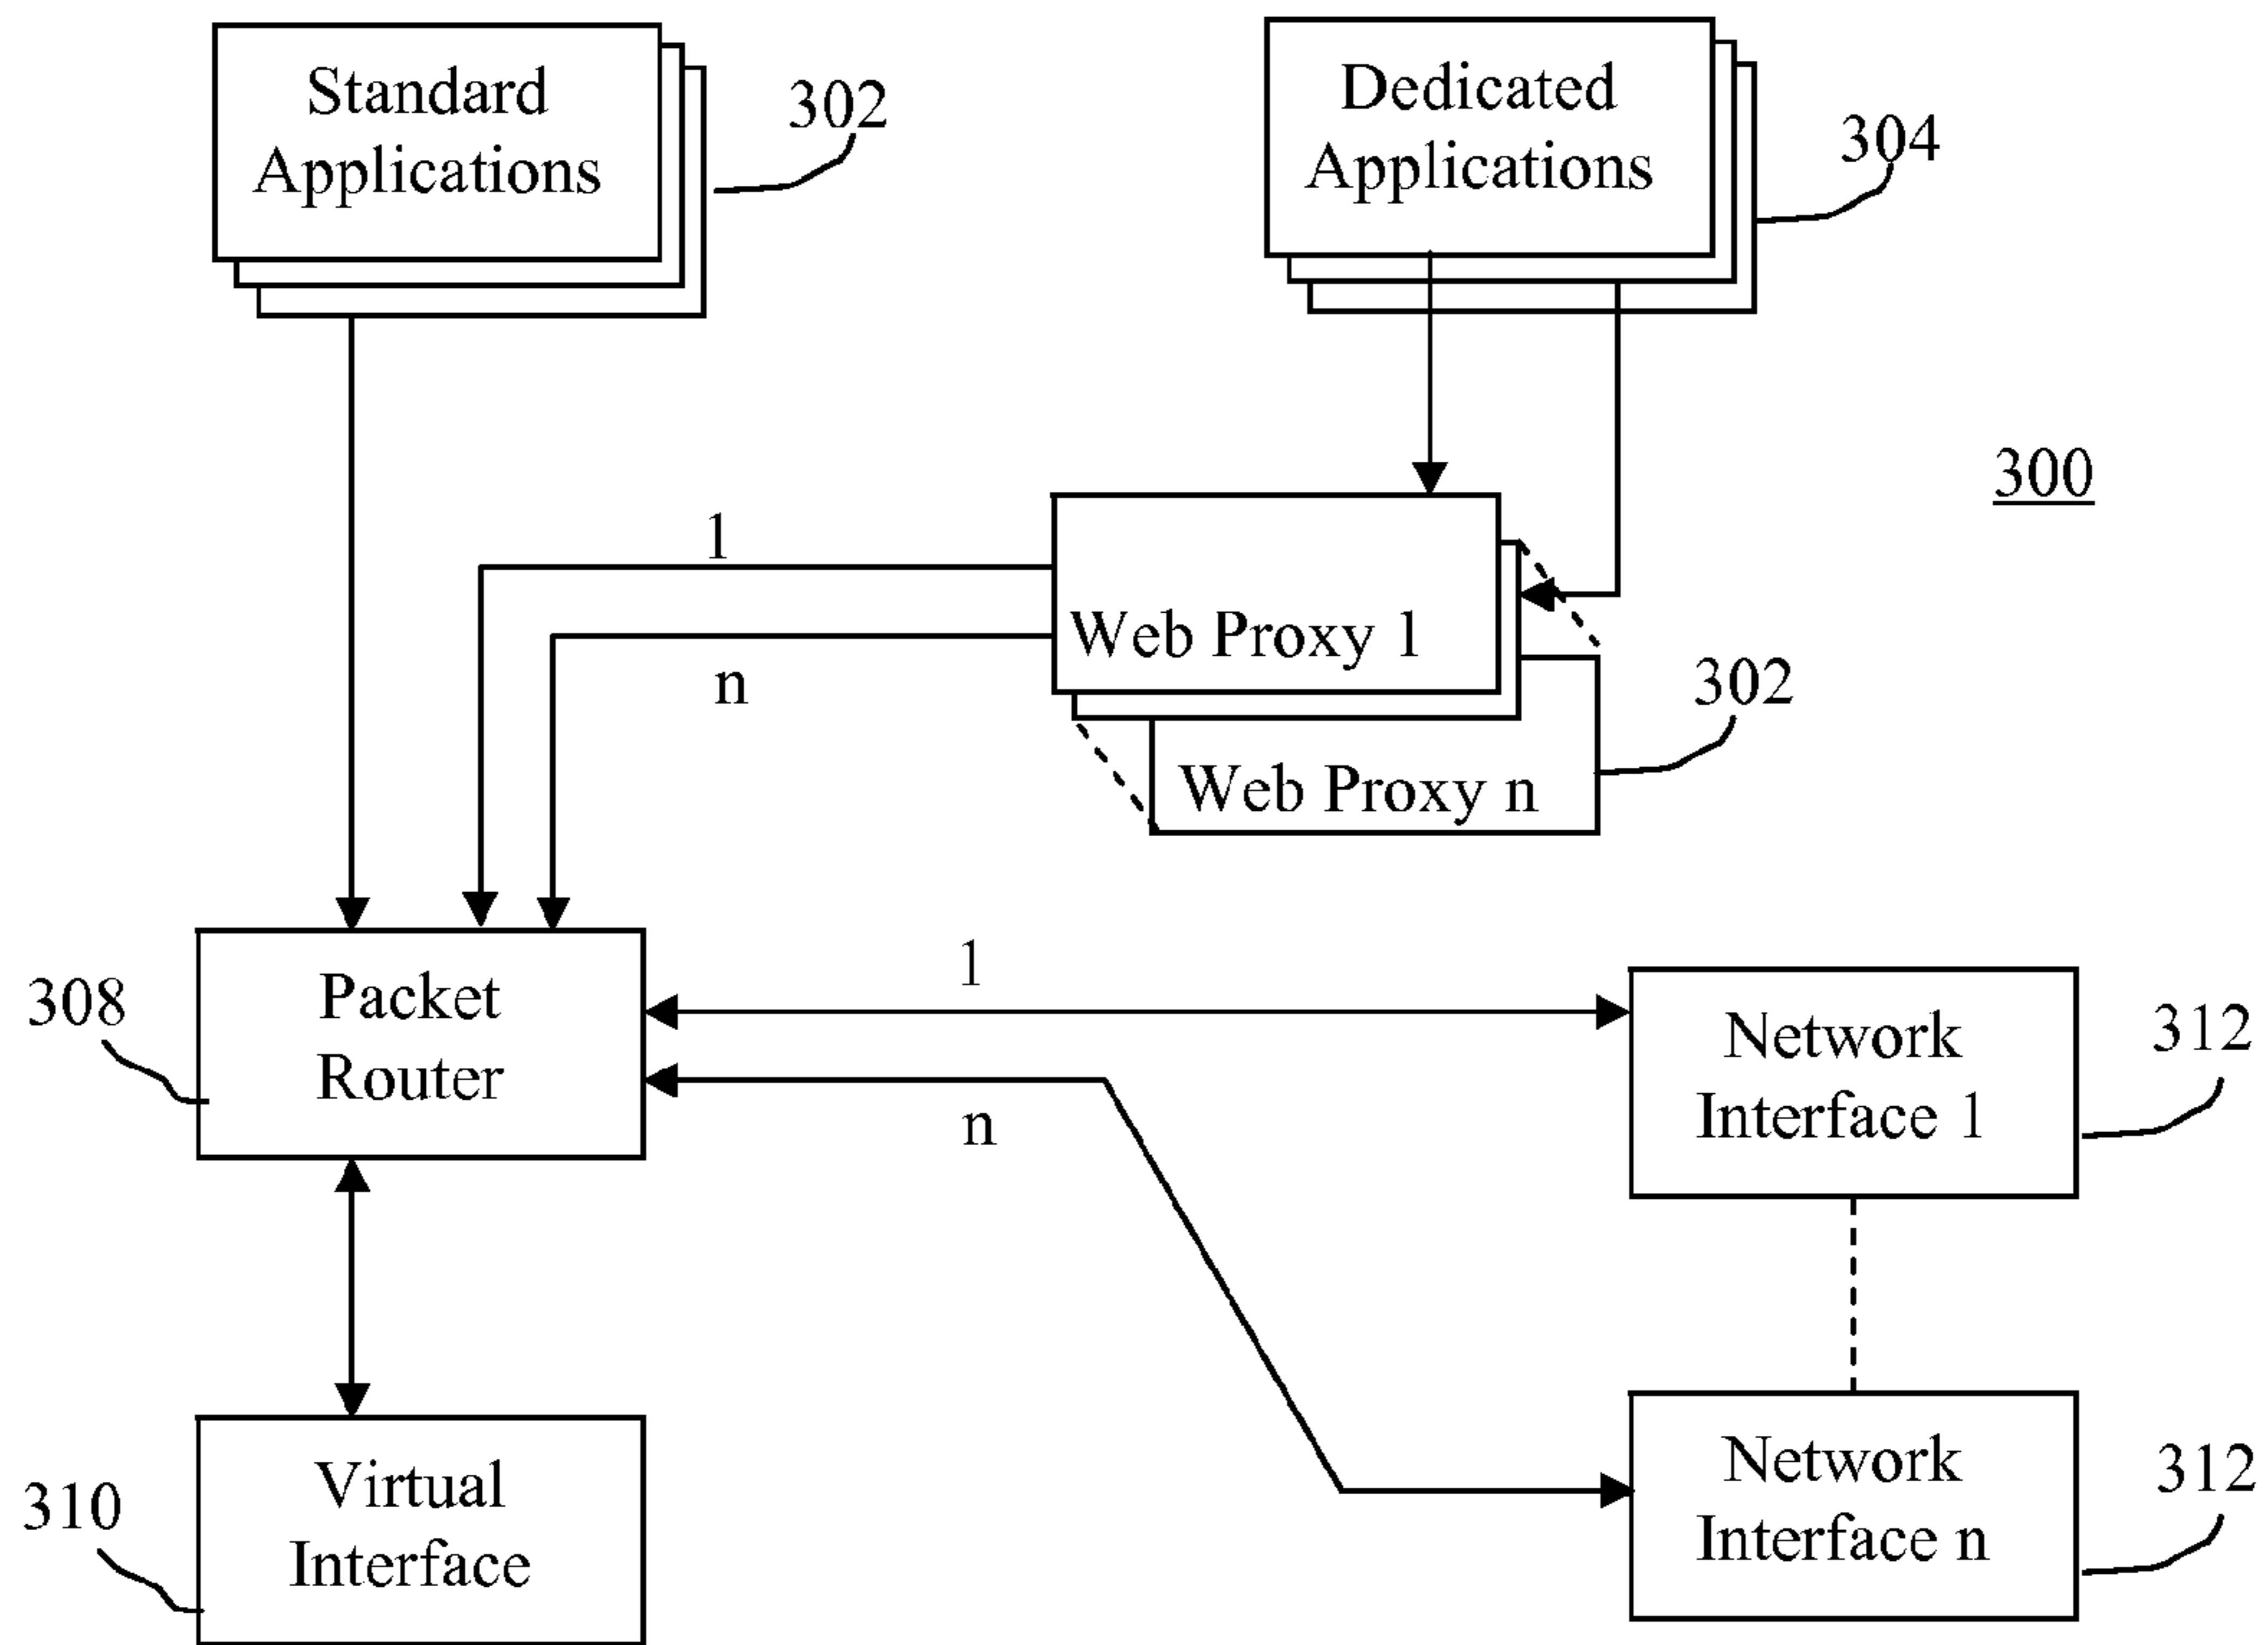 Standard
Applications
302
Dedicated
Applications
304
300
1
n
Web Proxy 1
Web Proxy n
302
308
Packet
Router
1
n
Network
Interface 1
312
310
Virtual
Interface
Network
Interface n
312